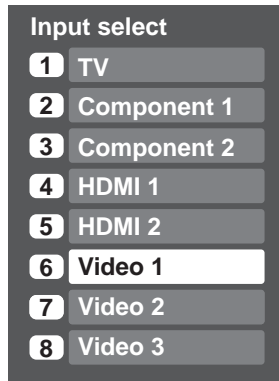 Input select
1 TV
2 Component 1
3 Component 2
4 HDMI 1
5 HDMI 2
6 Video 1
7 Video 2
8 Video 3